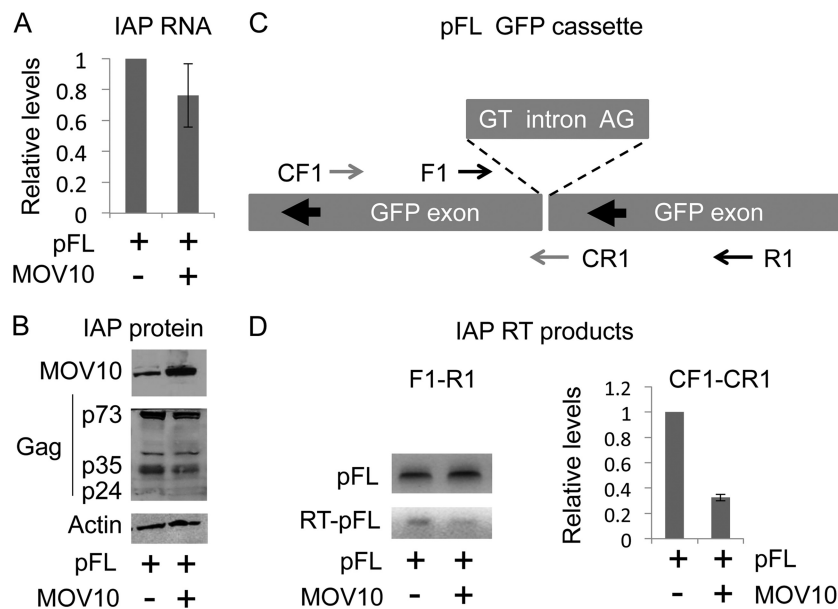 A IAP RNA
Relative levels
1
0.8
0.6
0.4
0.2
0
pFL + +
MOV10 - +
B IAP protein
MOV10
Gag
p73
p35
p24
Actin
pFL + +
MOV10 - +
C pFL GFP cassette
GT intron AG
CF1 F1
GFP exon GFP exon
CR1 R1
D IAP RT products
F1-R1
pFL
RT-pFL
pFL + +
MOV10 - +
CF1-CR1
Relative levels
1.2
1
0.8
0.6
0.4
0.2
0
+ + pFL
- + MOV10